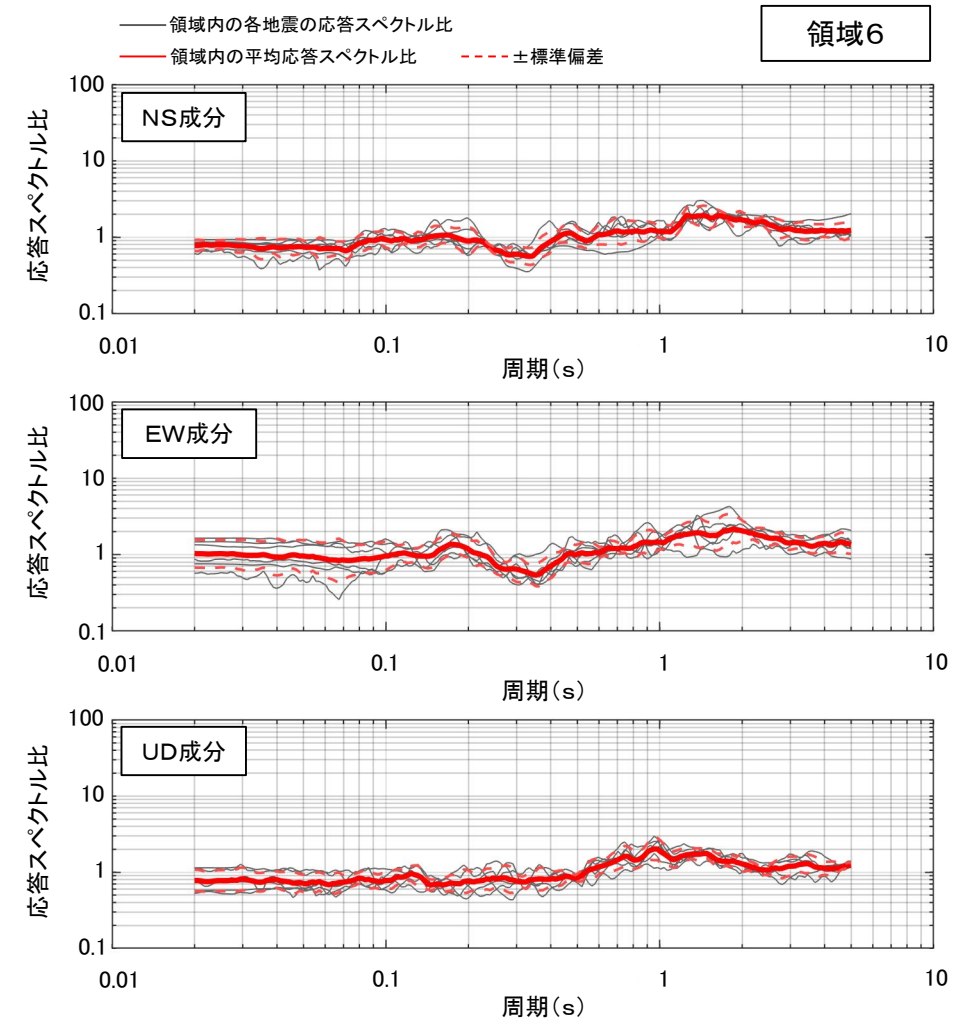 領域内の各地震の応答スペクトル比
領域内の平均応答スペクトル比 ±標準偏差
領域6
NS成分
応答スペクトル比
100
10
1
0.1
0.01 0.1 1 10
周期(s)
EW成分
応答スペクトル比
100
10
1
0.1
0.01 0.1 1 10
周期(s)
UD成分
応答スペクトル比
100
10
1
0.1
0.01 0.1 1 10
周期(s)